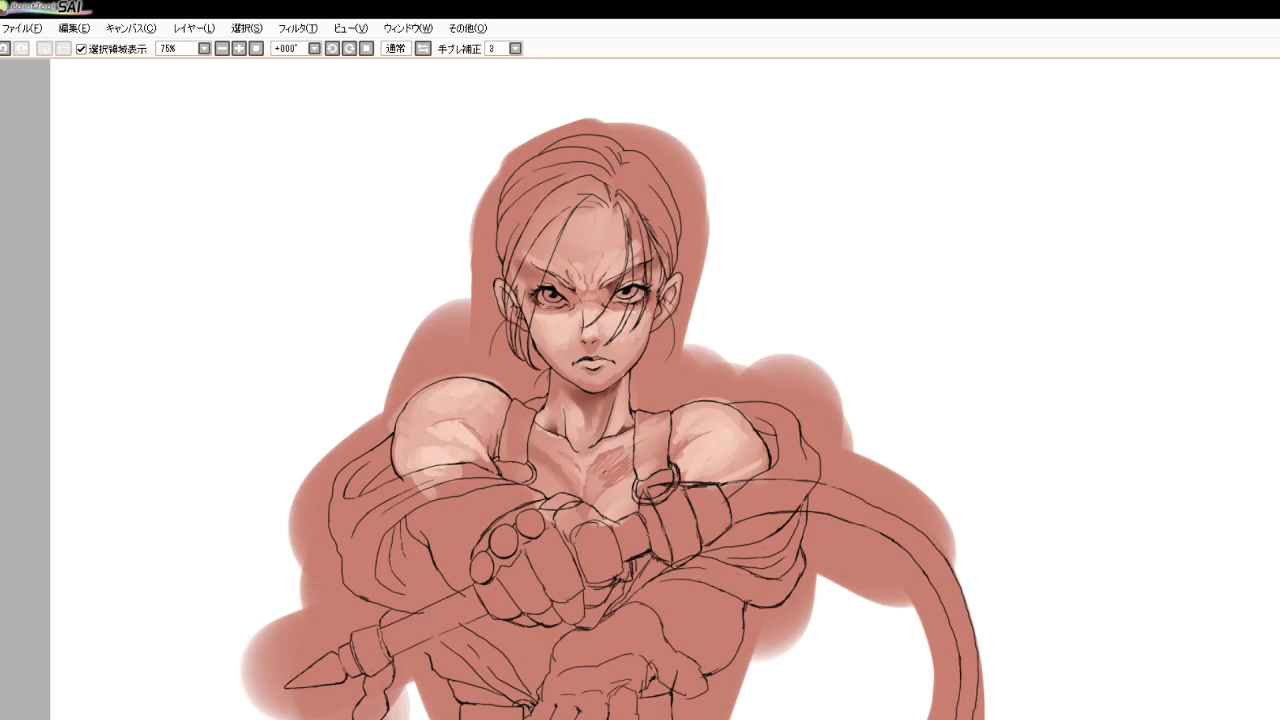 PaintTool SAI
ファイル(F) 編集(E) キャンバス(C) レイヤー(L) 選択(S) フィルタ(T) ビュー(V) ウィンドウ(W) その他(O)
選択領域表示 75% +000° 通常 手ブレ補正 3